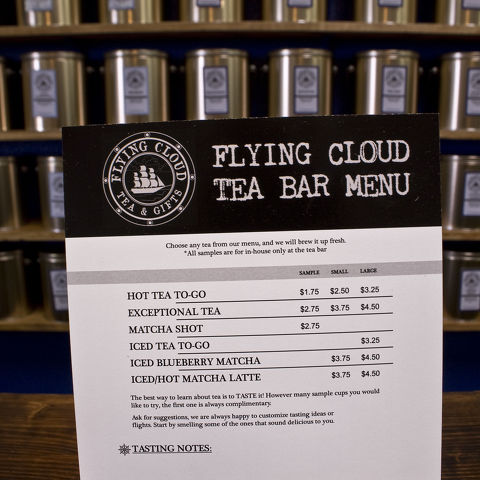 FLYING CLOUD
TEA & GIFTS
FLYING CLOUD
TEA BAR MENU
Choose any tea from our menu, and we will brew it up fresh.
*All samples are for in-house only at the tea bar
SAMPLE SMALL LARGE
HOT TEA TO-GO $1.75 $2.50 $3.25
EXCEPTIONAL TEA $2.75 $3.75 $4.50
MATCHA SHOT $2.75
ICED TEA TO-GO $3.25
ICED BLUEBERRY MATCHA $3.75 $4.50
ICED/HOT MATCHA LATTE $3.75 $4.50
The best way to learn about tea is to TASTE it! However many sample cups you would
like to try, the first one is always complimentary.
Ask for suggestions, we are always happy to customize tasting ideas or
flights. Start by smelling some of the ones that sound delicious to you.
TASTING NOTES: